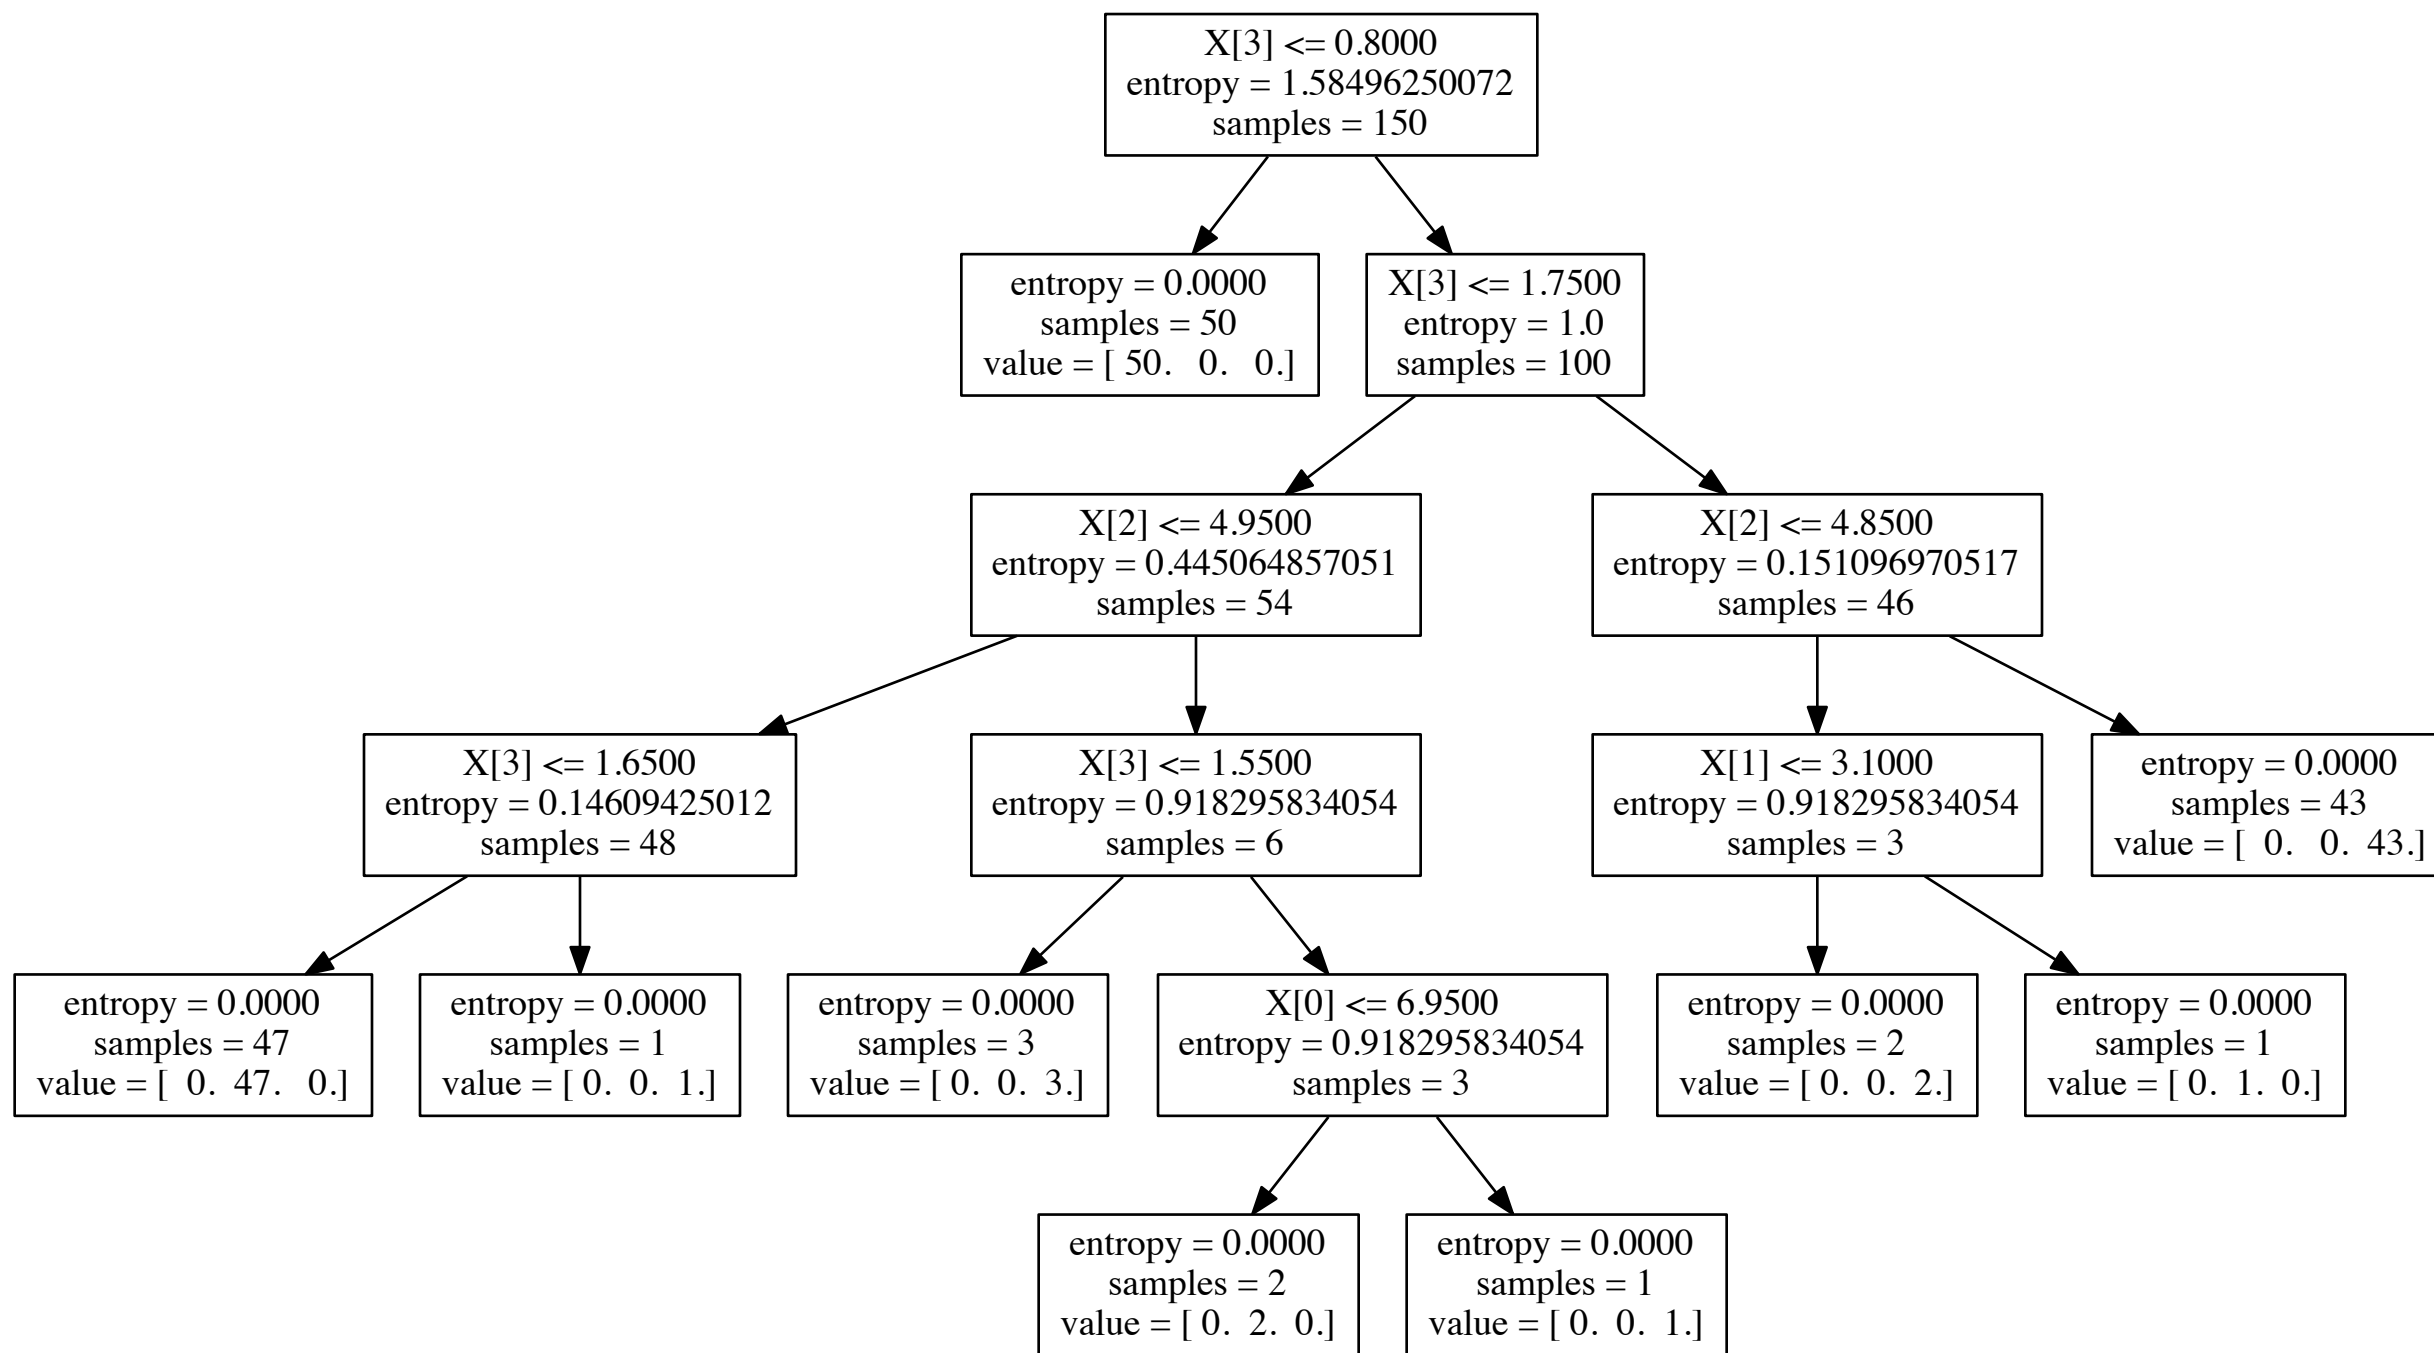 X[3] <= 0.8000
entropy = 1.58496250072
samples = 150
entropy = 0.0000
samples = 50
value = [ 50.   0.   0.]
X[3] <= 1.7500
entropy = 1.0
samples = 100
X[2] <= 4.9500
entropy = 0.445064857051
samples = 54
X[2] <= 4.8500
entropy = 0.151096970517
samples = 46
X[3] <= 1.6500
entropy = 0.14609425012
samples = 48
X[3] <= 1.5500
entropy = 0.918295834054
samples = 6
X[1] <= 3.1000
entropy = 0.918295834054
samples = 3
entropy = 0.0000
samples = 43
value = [  0.   0.  43.]
entropy = 0.0000
samples = 47
value = [  0.  47.   0.]
entropy = 0.0000
samples = 1
value = [ 0.  0.  1.]
entropy = 0.0000
samples = 3
value = [ 0.  0.  3.]
X[0] <= 6.9500
entropy = 0.918295834054
samples = 3
entropy = 0.0000
samples = 2
value = [ 0.  0.  2.]
entropy = 0.0000
samples = 1
value = [ 0.  1.  0.]
entropy = 0.0000
samples = 2
value = [ 0.  2.  0.]
entropy = 0.0000
samples = 1
value = [ 0.  0.  1.]